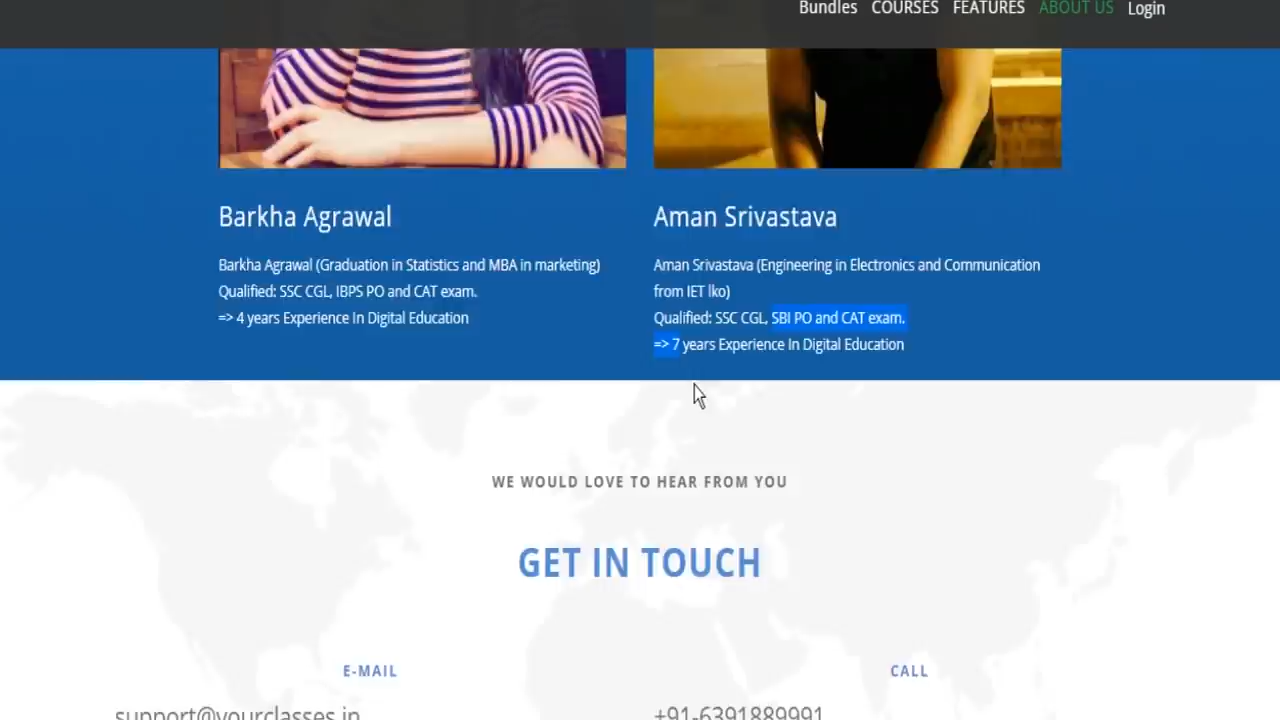 Bundles COURSES FEATURES ABOUT US Login
Barkha Agrawal
Barkha Agrawal (Graduation in Statistics and MBA in marketing)
Qualified: SSC CGL, IBPS PO and CAT exam.
=> 4 years Experience In Digital Education
Aman Srivastava
Aman Srivastava (Engineering in Electronics and Communication
from IET lko)
Qualified: SSC CGL, SBI PO and CAT exam.
=> 7 years Experience In Digital Education
WE WOULD LOVE TO HEAR FROM YOU
GET IN TOUCH
E-MAIL
support@yourclasses.in
CALL
+91-6391889991